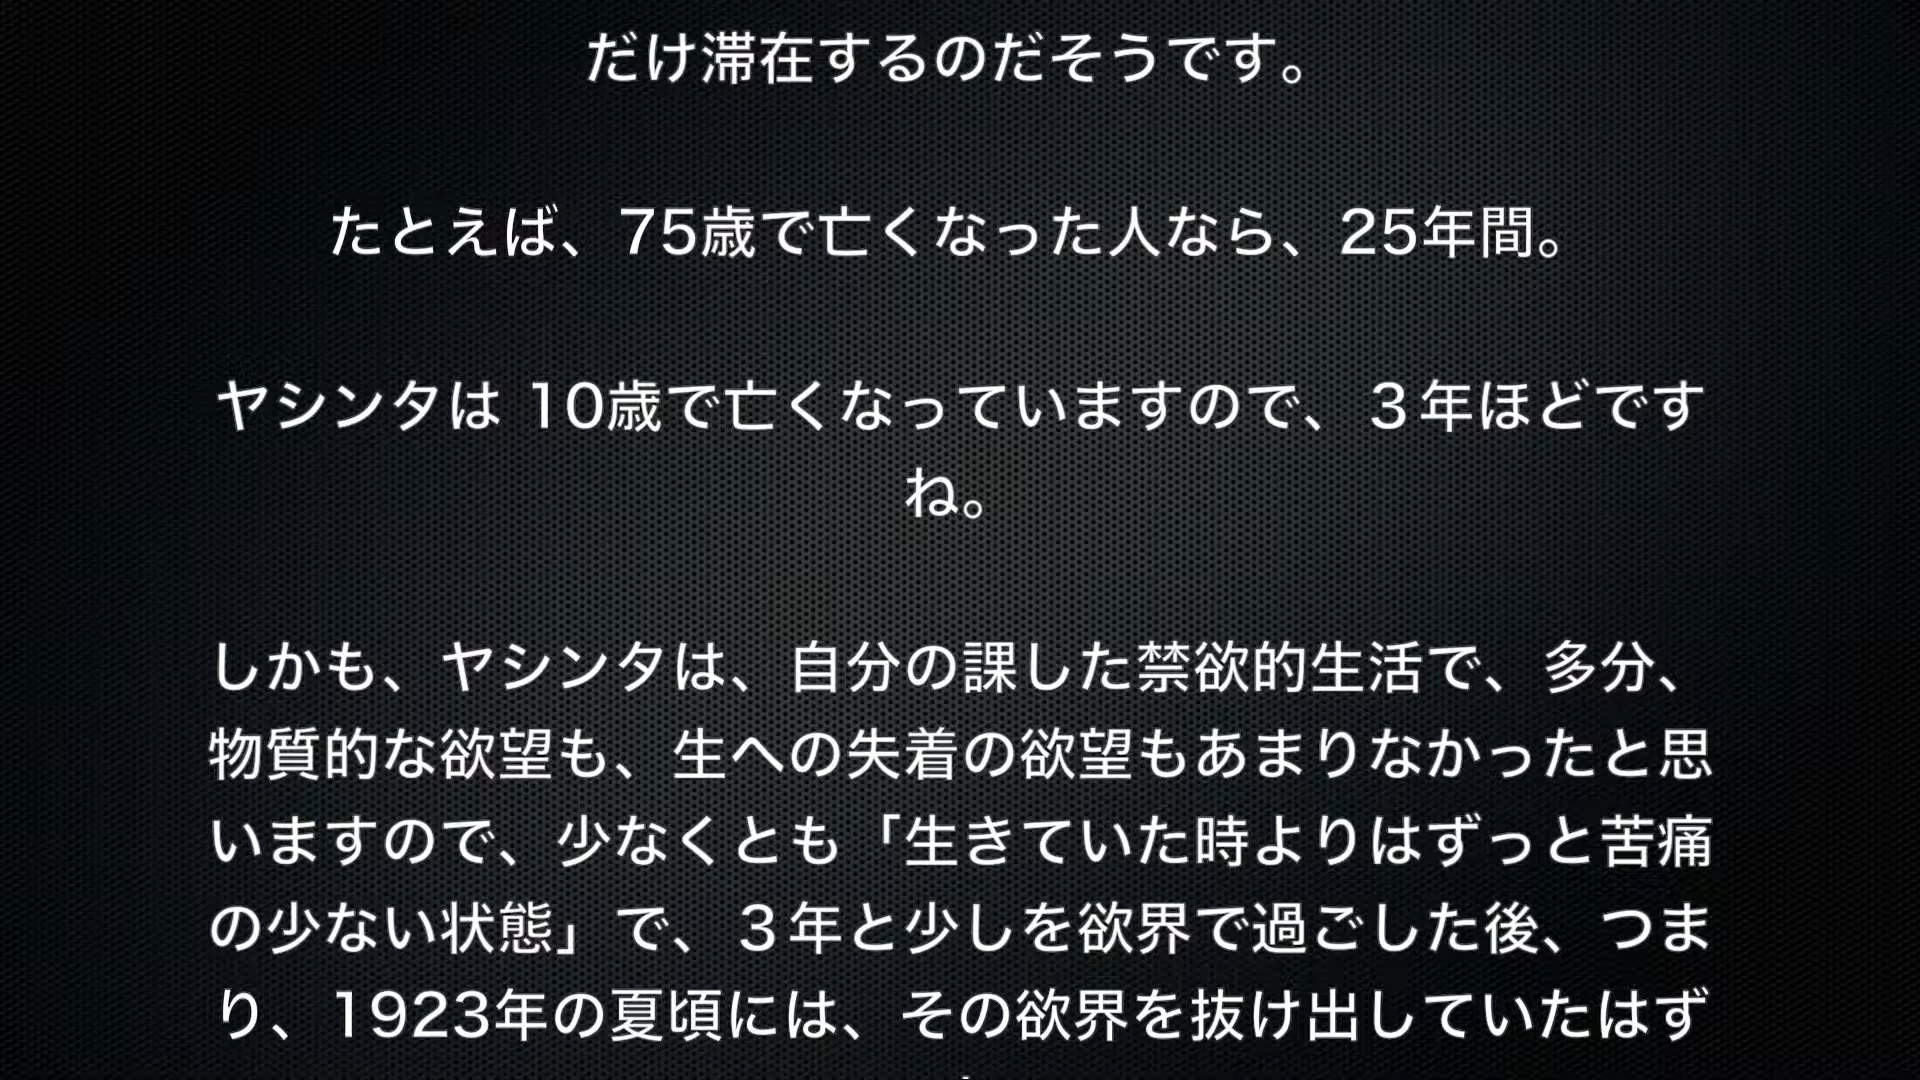 だけ滞在するのだそうです。
たとえば、75歳で亡くなった人なら、25年間。
ヤシンタは 10歳で亡くなっていますので、３年ほどです
ね。
しかも、ヤシンタは、自分の課した禁欲的生活で、多分、
物質的な欲望も、生への失着の欲望もあまりなかったと思
いますので、少なくとも「生きていた時よりはずっと苦痛
の少ない状態」で、３年と少しを欲界で過ごした後、つま
り、1923年の夏頃には、その欲界を抜け出していたはず